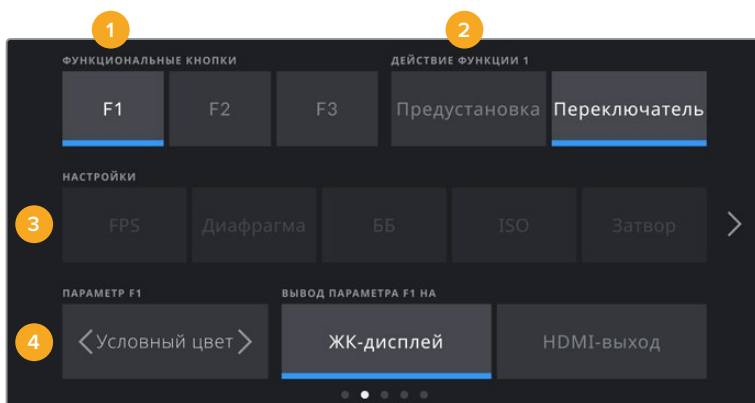 1 2
ФУНКЦИОНАЛЬНЫЕ КНОПКИ ДЕЙСТВИЕ ФУНКЦИИ 1
F1 F2 F3 Предустановка Переключатель
НАСТРОЙКИ
3 FPS Диафрагма ББ ISO Затвор
ПАРАМЕТР F1 ВЫВОД ПАРАМЕТРА F1 НА
4 Условный цвет ЖК-дисплей HDMI-выход